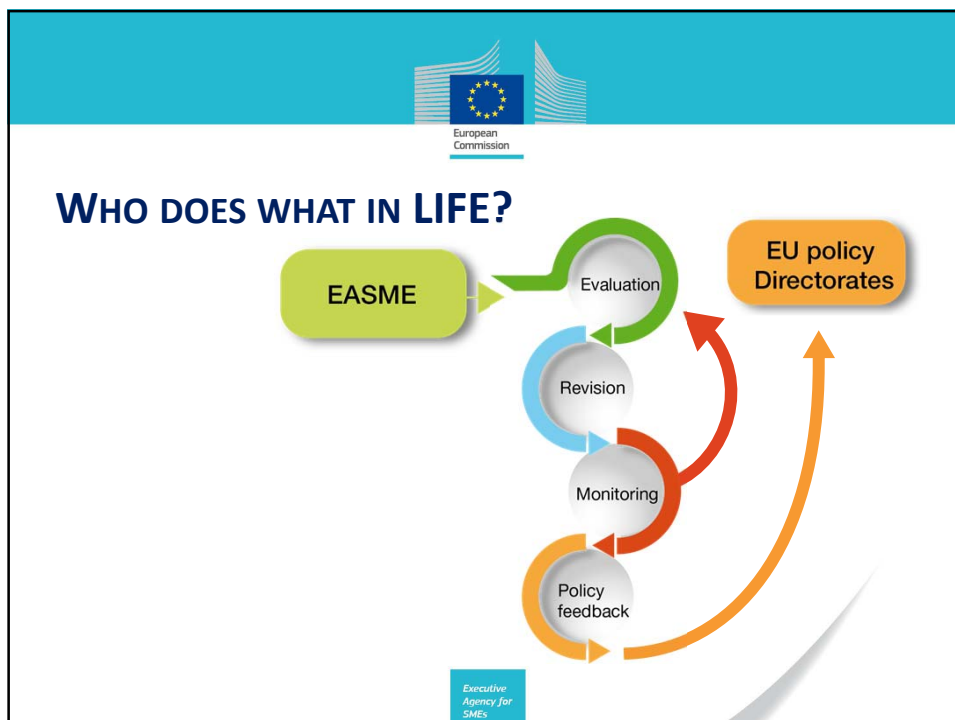 European
Commission
WHO DOES WHAT IN LIFE?
EASME
Evaluation
EU policy
Directorates
Revision
Monitoring
Policy
feedback
Executive
Agency for
SMEs